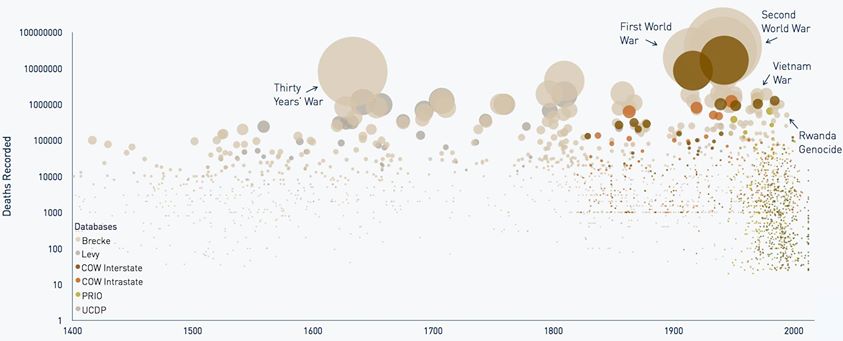 Second
World War
First World
War
100000000
Vietnam
War
10000000
Thirty
Years' War
1000000
Rwanda
Genocide
100000
Deaths Recorded
10000
1000
Databases
Brecke
100
Levy
COW Interstate
COW Intrastate
10
PRIO
UCDP
1
1400 1500 1600 1700 1800 1900 2000